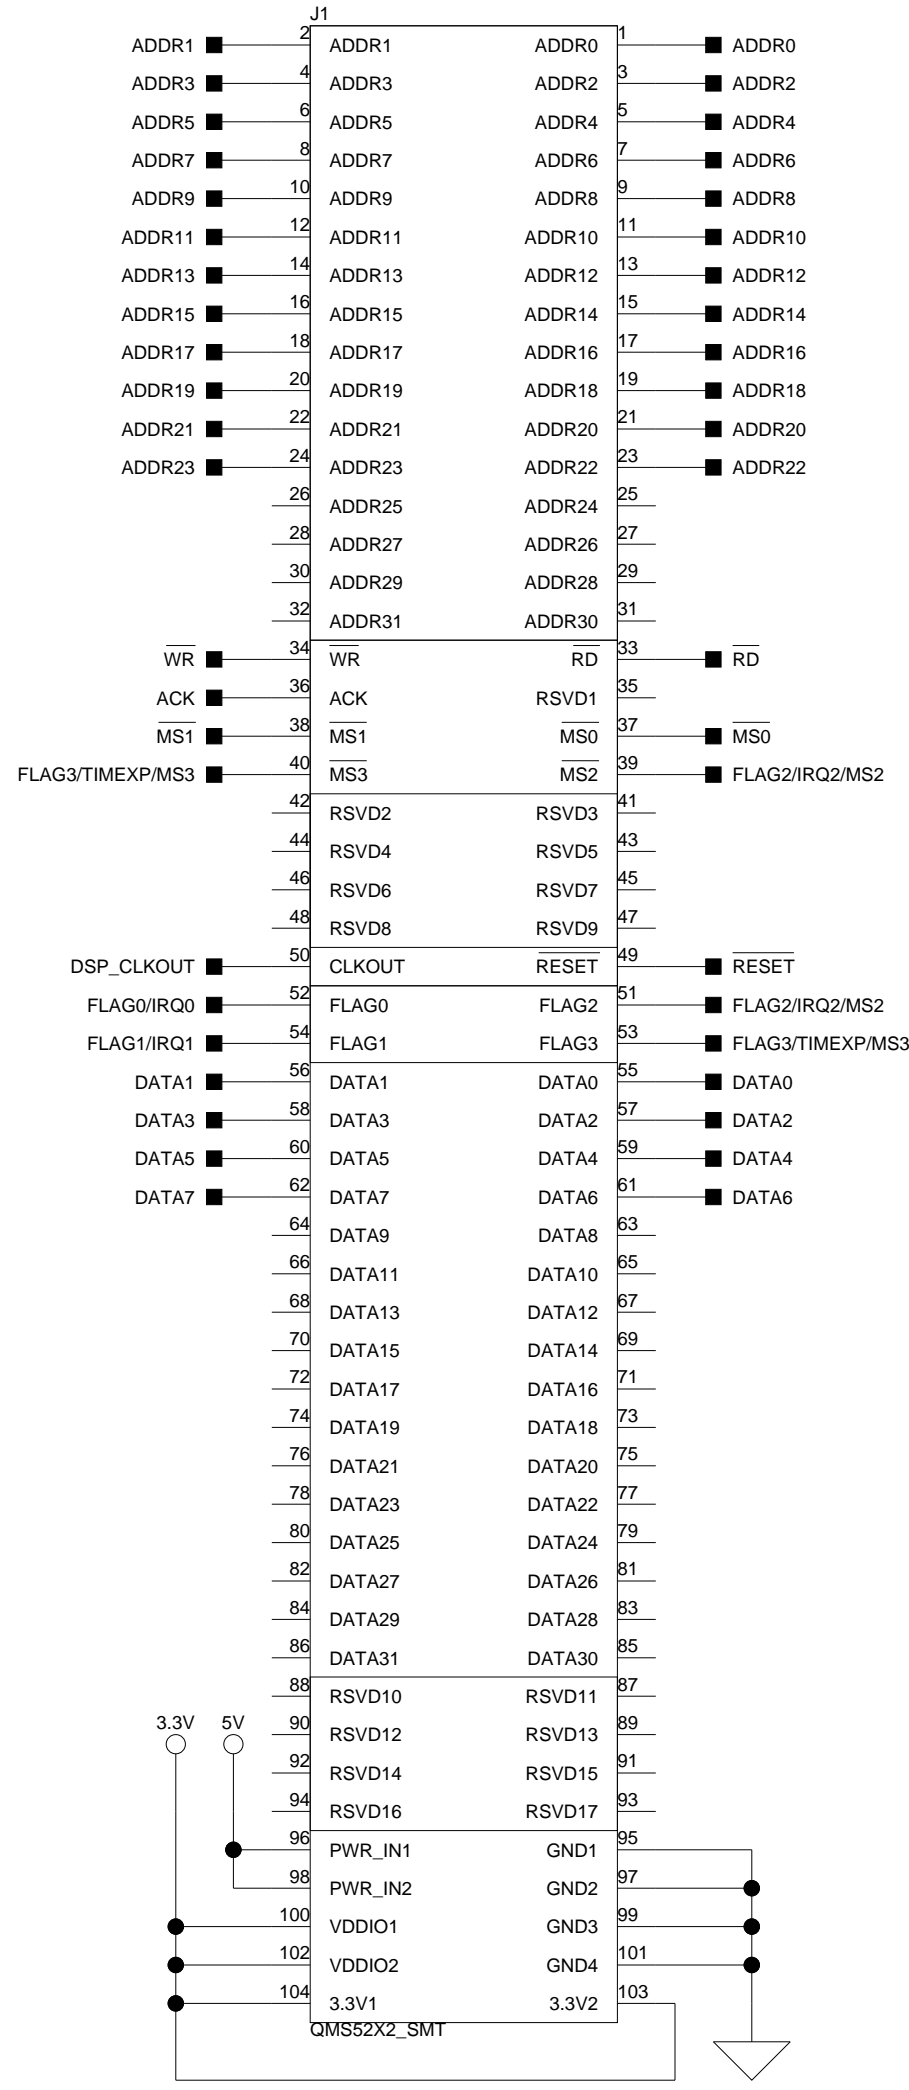 J1
ADDR1 2 ADDR1 ADDR0 1 ADDR0
ADDR3 4 ADDR3 ADDR2 3 ADDR2
ADDR5 6 ADDR5 ADDR4 5 ADDR4
ADDR7 8 ADDR7 ADDR6 7 ADDR6
ADDR9 10 ADDR9 ADDR8 9 ADDR8
ADDR11 12 ADDR11 ADDR10 11 ADDR10
ADDR13 14 ADDR13 ADDR12 13 ADDR12
ADDR15 16 ADDR15 ADDR14 15 ADDR14
ADDR17 18 ADDR17 ADDR16 17 ADDR16
ADDR19 20 ADDR19 ADDR18 19 ADDR18
ADDR21 22 ADDR21 ADDR20 21 ADDR20
ADDR23 24 ADDR23 ADDR22 23 ADDR22
26 ADDR25 ADDR24 25
28 ADDR27 ADDR26 27
30 ADDR29 ADDR28 29
32 ADDR31 ADDR30 31
WR 34 WR RD 33 RD
ACK 36 ACK RSVD1 35
MS1 38 MS1 MS0 37 MS0
FLAG3/TIMEXP/MS3 40 MS3 MS2 39 FLAG2/IRQ2/MS2
42 RSVD2 RSVD3 41
44 RSVD4 RSVD5 43
46 RSVD6 RSVD7 45
48 RSVD8 RSVD9 47
DSP_CLKOUT 50 CLKOUT RESET 49 RESET
FLAG0/IRQ0 52 FLAG0 FLAG2 51 FLAG2/IRQ2/MS2
FLAG1/IRQ1 54 FLAG1 FLAG3 53 FLAG3/TIMEXP/MS3
DATA1 56 DATA1 DATA0 55 DATA0
DATA3 58 DATA3 DATA2 57 DATA2
DATA5 60 DATA5 DATA4 59 DATA4
DATA7 62 DATA7 DATA6 61 DATA6
64 DATA9 DATA8 63
66 DATA11 DATA10 65
68 DATA13 DATA12 67
70 DATA15 DATA14 69
72 DATA17 DATA16 71
74 DATA19 DATA18 73
76 DATA21 DATA20 75
78 DATA23 DATA22 77
80 DATA25 DATA24 79
82 DATA27 DATA26 81
84 DATA29 DATA28 83
86 DATA31 DATA30 85
88 RSVD10 RSVD11 87
3.3V 5V 90 RSVD12 RSVD13 89
92 RSVD14 RSVD15 91
94 RSVD16 RSVD17 93
96 PWR_IN1 GND1 95
98 PWR_IN2 GND2 97
100 VDDIO1 GND3 99
102 VDDIO2 GND4 101
104 3.3V1 3.3V2 103
QMS52X2_SMT